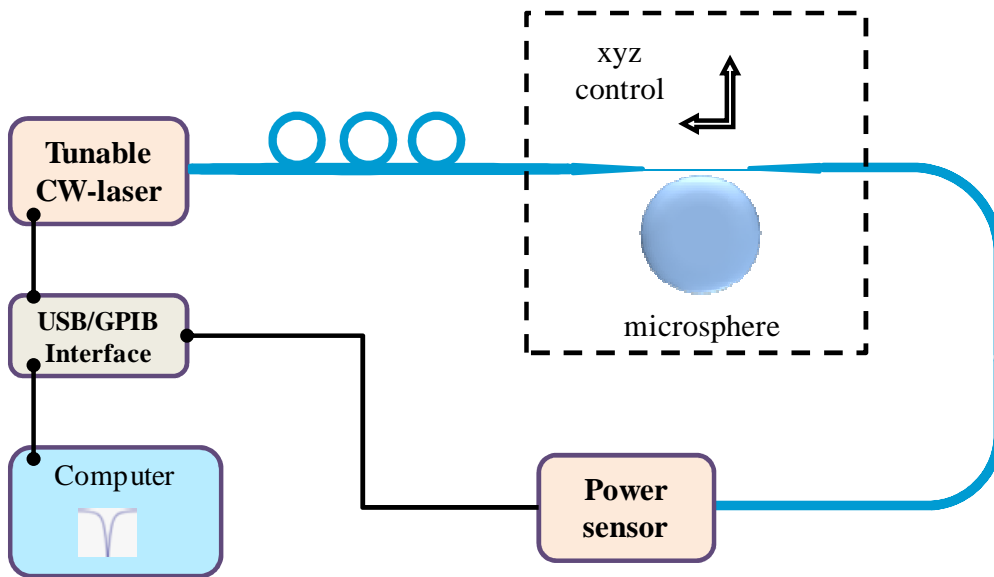 xyz
control
Tunable
CW-laser
microsphere
USB/GPIB
Interface
Computer
Power
sensor